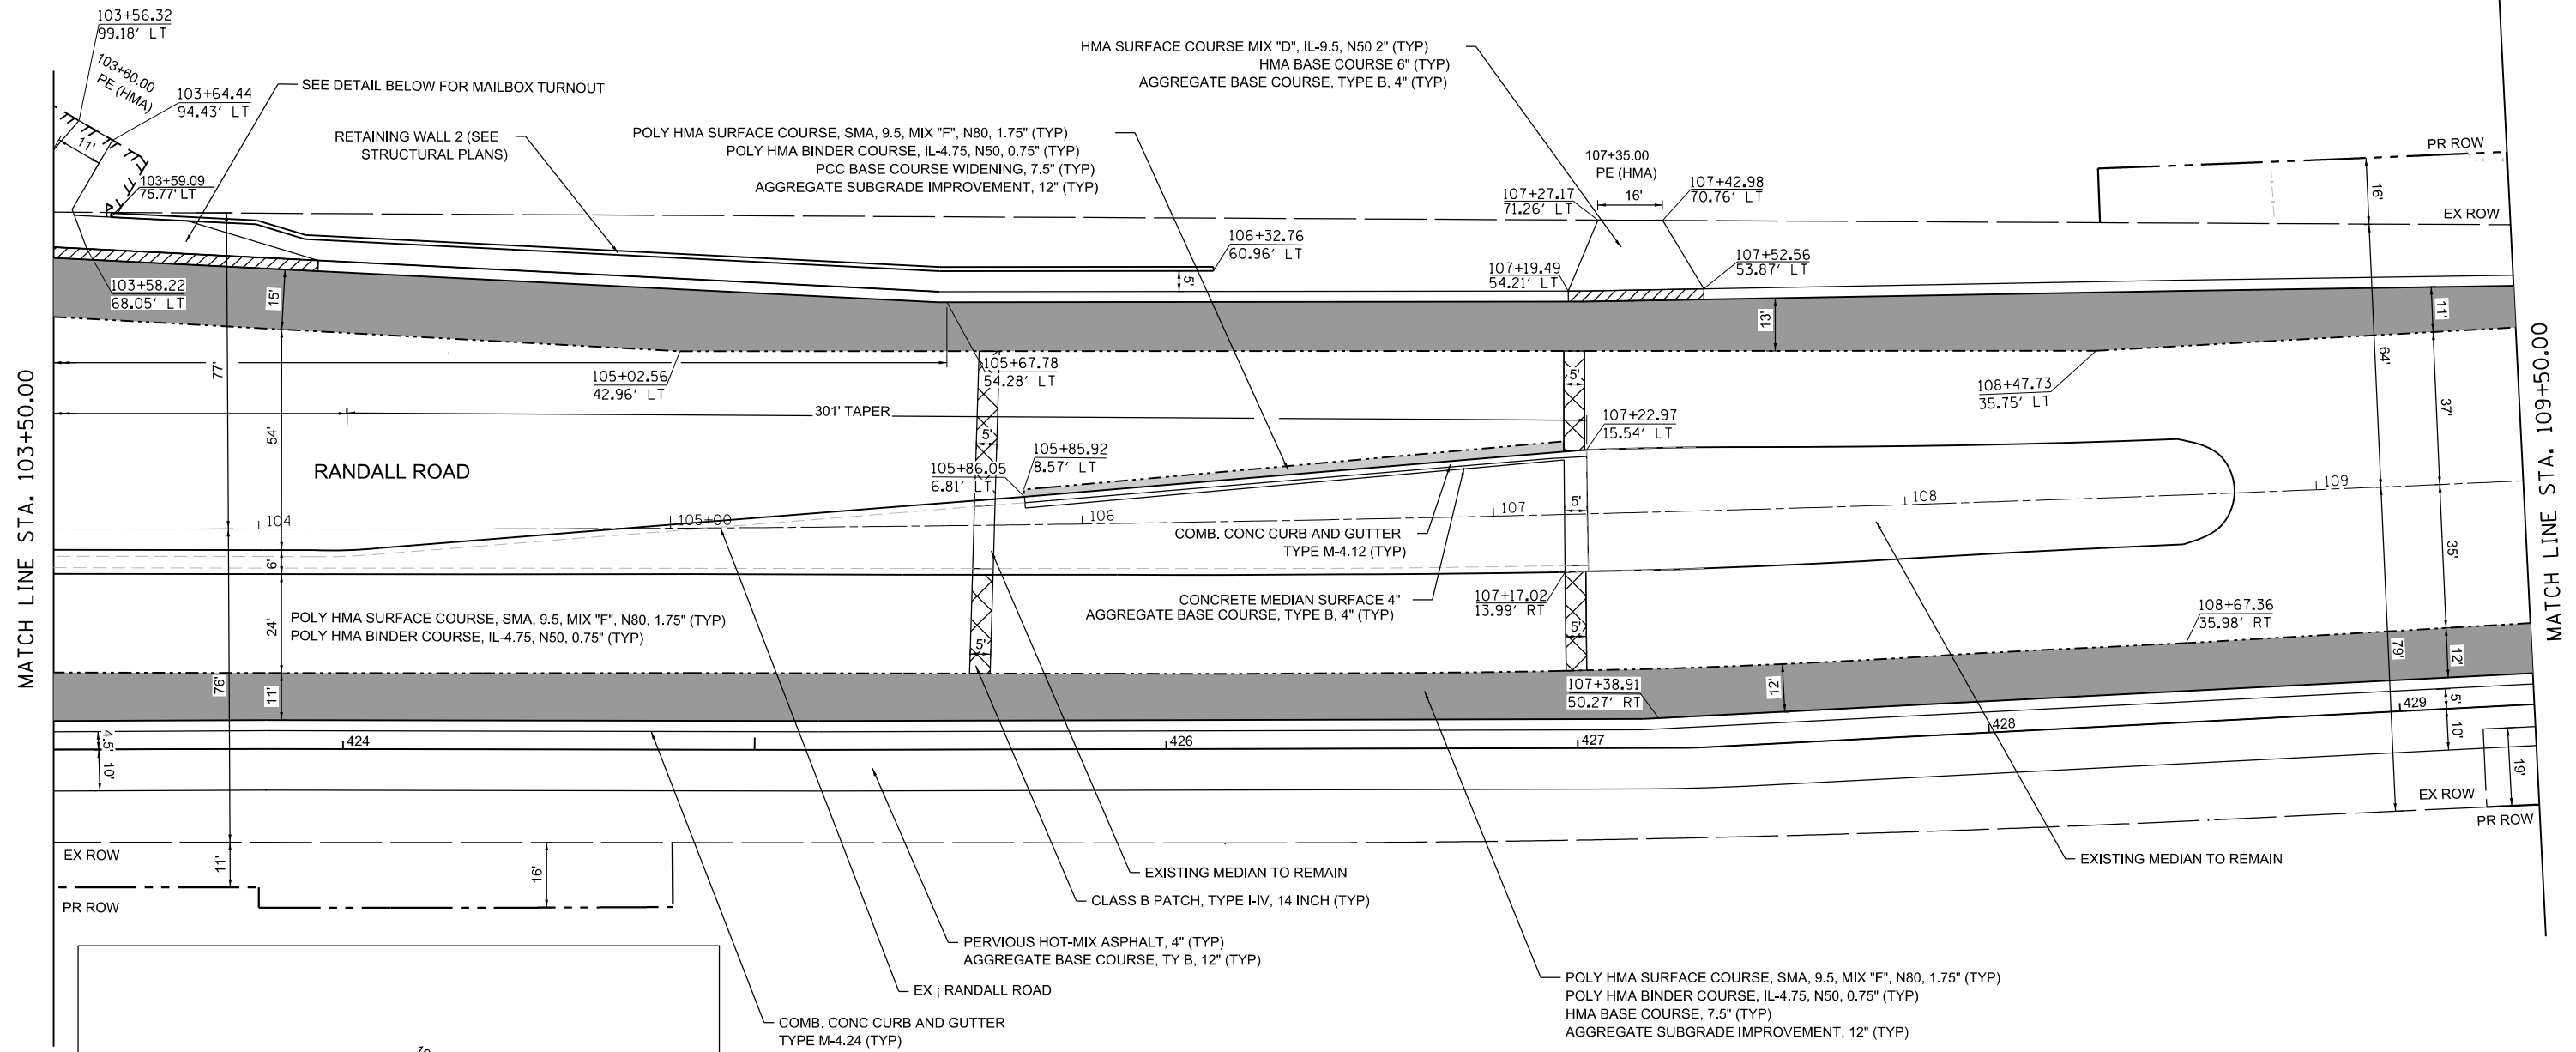 103+56.32
99.18' LT
103+60.00
PE (HMA)
103+64.44
94.43' LT
11'
SEE DETAIL BELOW FOR MAILBOX TURNOUT
RETAINING WALL 2 (SEE
STRUCTURAL PLANS)
103+59.09
75.77' LT
103+58.22
68.05' LT
HMA SURFACE COURSE MIX "D", IL-9.5, N50 2" (TYP)
HMA BASE COURSE 6" (TYP)
AGGREGATE BASE COURSE, TYPE B, 4" (TYP)
POLY HMA SURFACE COURSE, SMA, 9.5, MIX "F", N80, 1.75" (TYP)
POLY HMA BINDER COURSE, IL-4.75, N50, 0.75" (TYP)
PCC BASE COURSE WIDENING, 7.5" (TYP)
AGGREGATE SUBGRADE IMPROVEMENT, 12" (TYP)
107+35.00
PE (HMA)
16'
107+27.17
71.26' LT
107+42.98
70.76' LT
PR ROW
16'
EX ROW
106+32.76
60.96' LT
5'
107+19.49
54.21' LT
107+52.56
53.87' LT
15'
13'
11'
77'
105+02.56
42.96' LT
105+67.78
54.28' LT
5'
108+47.73
35.75' LT
64'
37'
MATCH LINE STA. 103+50.00
MATCH LINE STA. 109+50.00
301' TAPER
54'
5'
107+22.97
15.54' LT
RANDALL ROAD
105+86.05
6.81' LT
105+85.92
8.57' LT
104
105+00
106
107
108
109
5'
COMB. CONC CURB AND GUTTER
TYPE M-4.12 (TYP)
6'
35'
CONCRETE MEDIAN SURFACE 4"
AGGREGATE BASE COURSE, TYPE B, 4" (TYP)
107+17.02
13.99' RT
108+67.36
35.98' RT
24'
POLY HMA SURFACE COURSE, SMA, 9.5, MIX "F", N80, 1.75" (TYP)
POLY HMA BINDER COURSE, IL-4.75, N50, 0.75" (TYP)
5'
5'
76'
11'
107+38.91
50.27' RT
12'
79'
12'
5'
4.5'
424
426
427
428
429
10'
10'
19'
EX ROW
PR ROW
EX ROW
11'
16'
PR ROW
EXISTING MEDIAN TO REMAIN
EXISTING MEDIAN TO REMAIN
CLASS B PATCH, TYPE I-IV, 14 INCH (TYP)
PERVIOUS HOT-MIX ASPHALT, 4" (TYP)
AGGREGATE BASE COURSE, TY B, 12" (TYP)
EX ¡ RANDALL ROAD
COMB. CONC CURB AND GUTTER
TYPE M-4.24 (TYP)
POLY HMA SURFACE COURSE, SMA, 9.5, MIX "F", N80, 1.75" (TYP)
POLY HMA BINDER COURSE, IL-4.75, N50, 0.75" (TYP)
HMA BASE COURSE, 7.5" (TYP)
AGGREGATE SUBGRADE IMPROVEMENT, 12" (TYP)